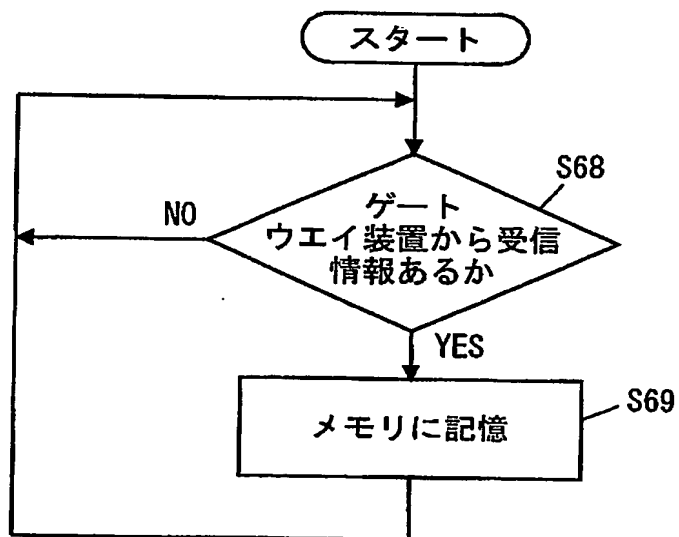 スタート
S68
ゲート
ウエイ装置から受信
情報あるか
NO
YES
メモリに記憶
S69